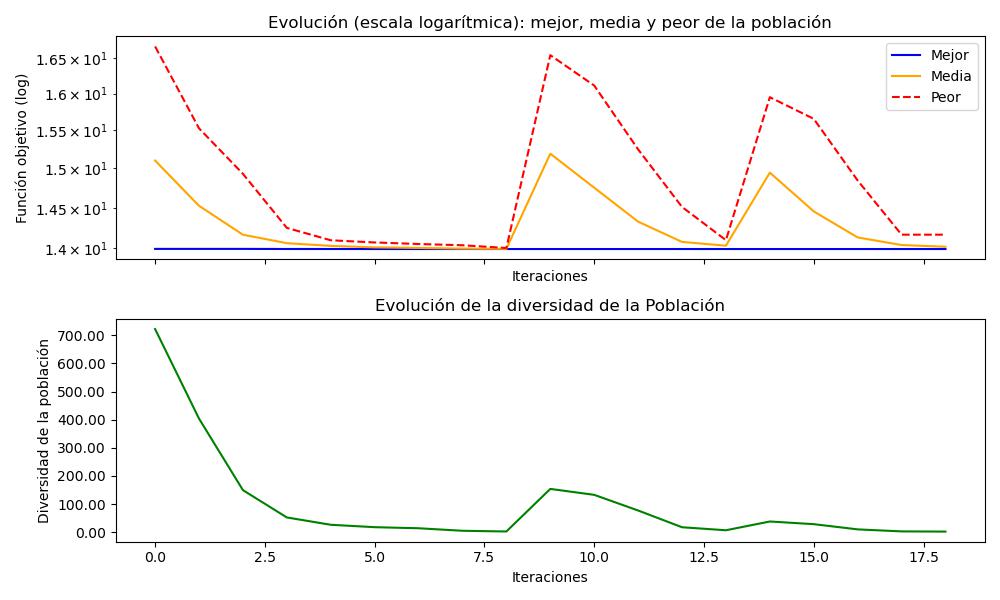 Evolución (escala logarítmica): mejor, media y peor de la población
Función objetivo (log)
1.65 × 10¹
1.6 × 10¹
1.55 × 10¹
1.5 × 10¹
1.45 × 10¹
1.4 × 10¹
Mejor
Media
Peor
Iteraciones
Evolución de la diversidad de la Población
Diversidad de la población
700.00
600.00
500.00
400.00
300.00
200.00
100.00
0.00
0.0 2.5 5.0 7.5 10.0 12.5 15.0 17.5
Iteraciones